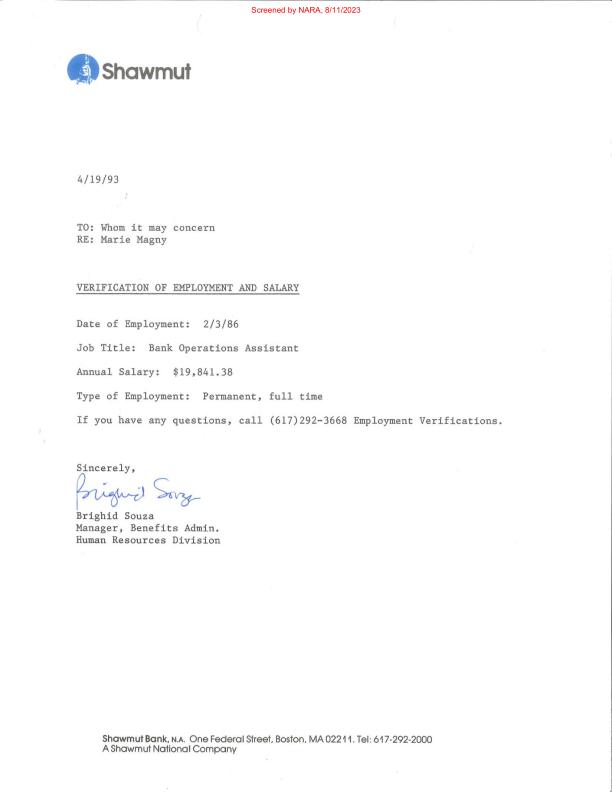 Screened by NARA, 8/11/2023
Shawmut
4/19/93
TO: Whom it may concern
RE: Marie Magny
VERIFICATION OF EMPLOYMENT AND SALARY
Date of Employment: 2/3/86
Job Title: Bank Operations Assistant
Annual Salary: $19,841.38
Type of Employment: Permanent, full time
If you have any questions, call (617)292-3668 Employment Verifications.
Sincerely,
Brighid Souza
Brighid Souza
Manager, Benefits Admin.
Human Resources Division
Shawmut Bank, N.A. One Federal Street, Boston, MA 02211. Tel: 617-292-2000
A Shawmut National Company